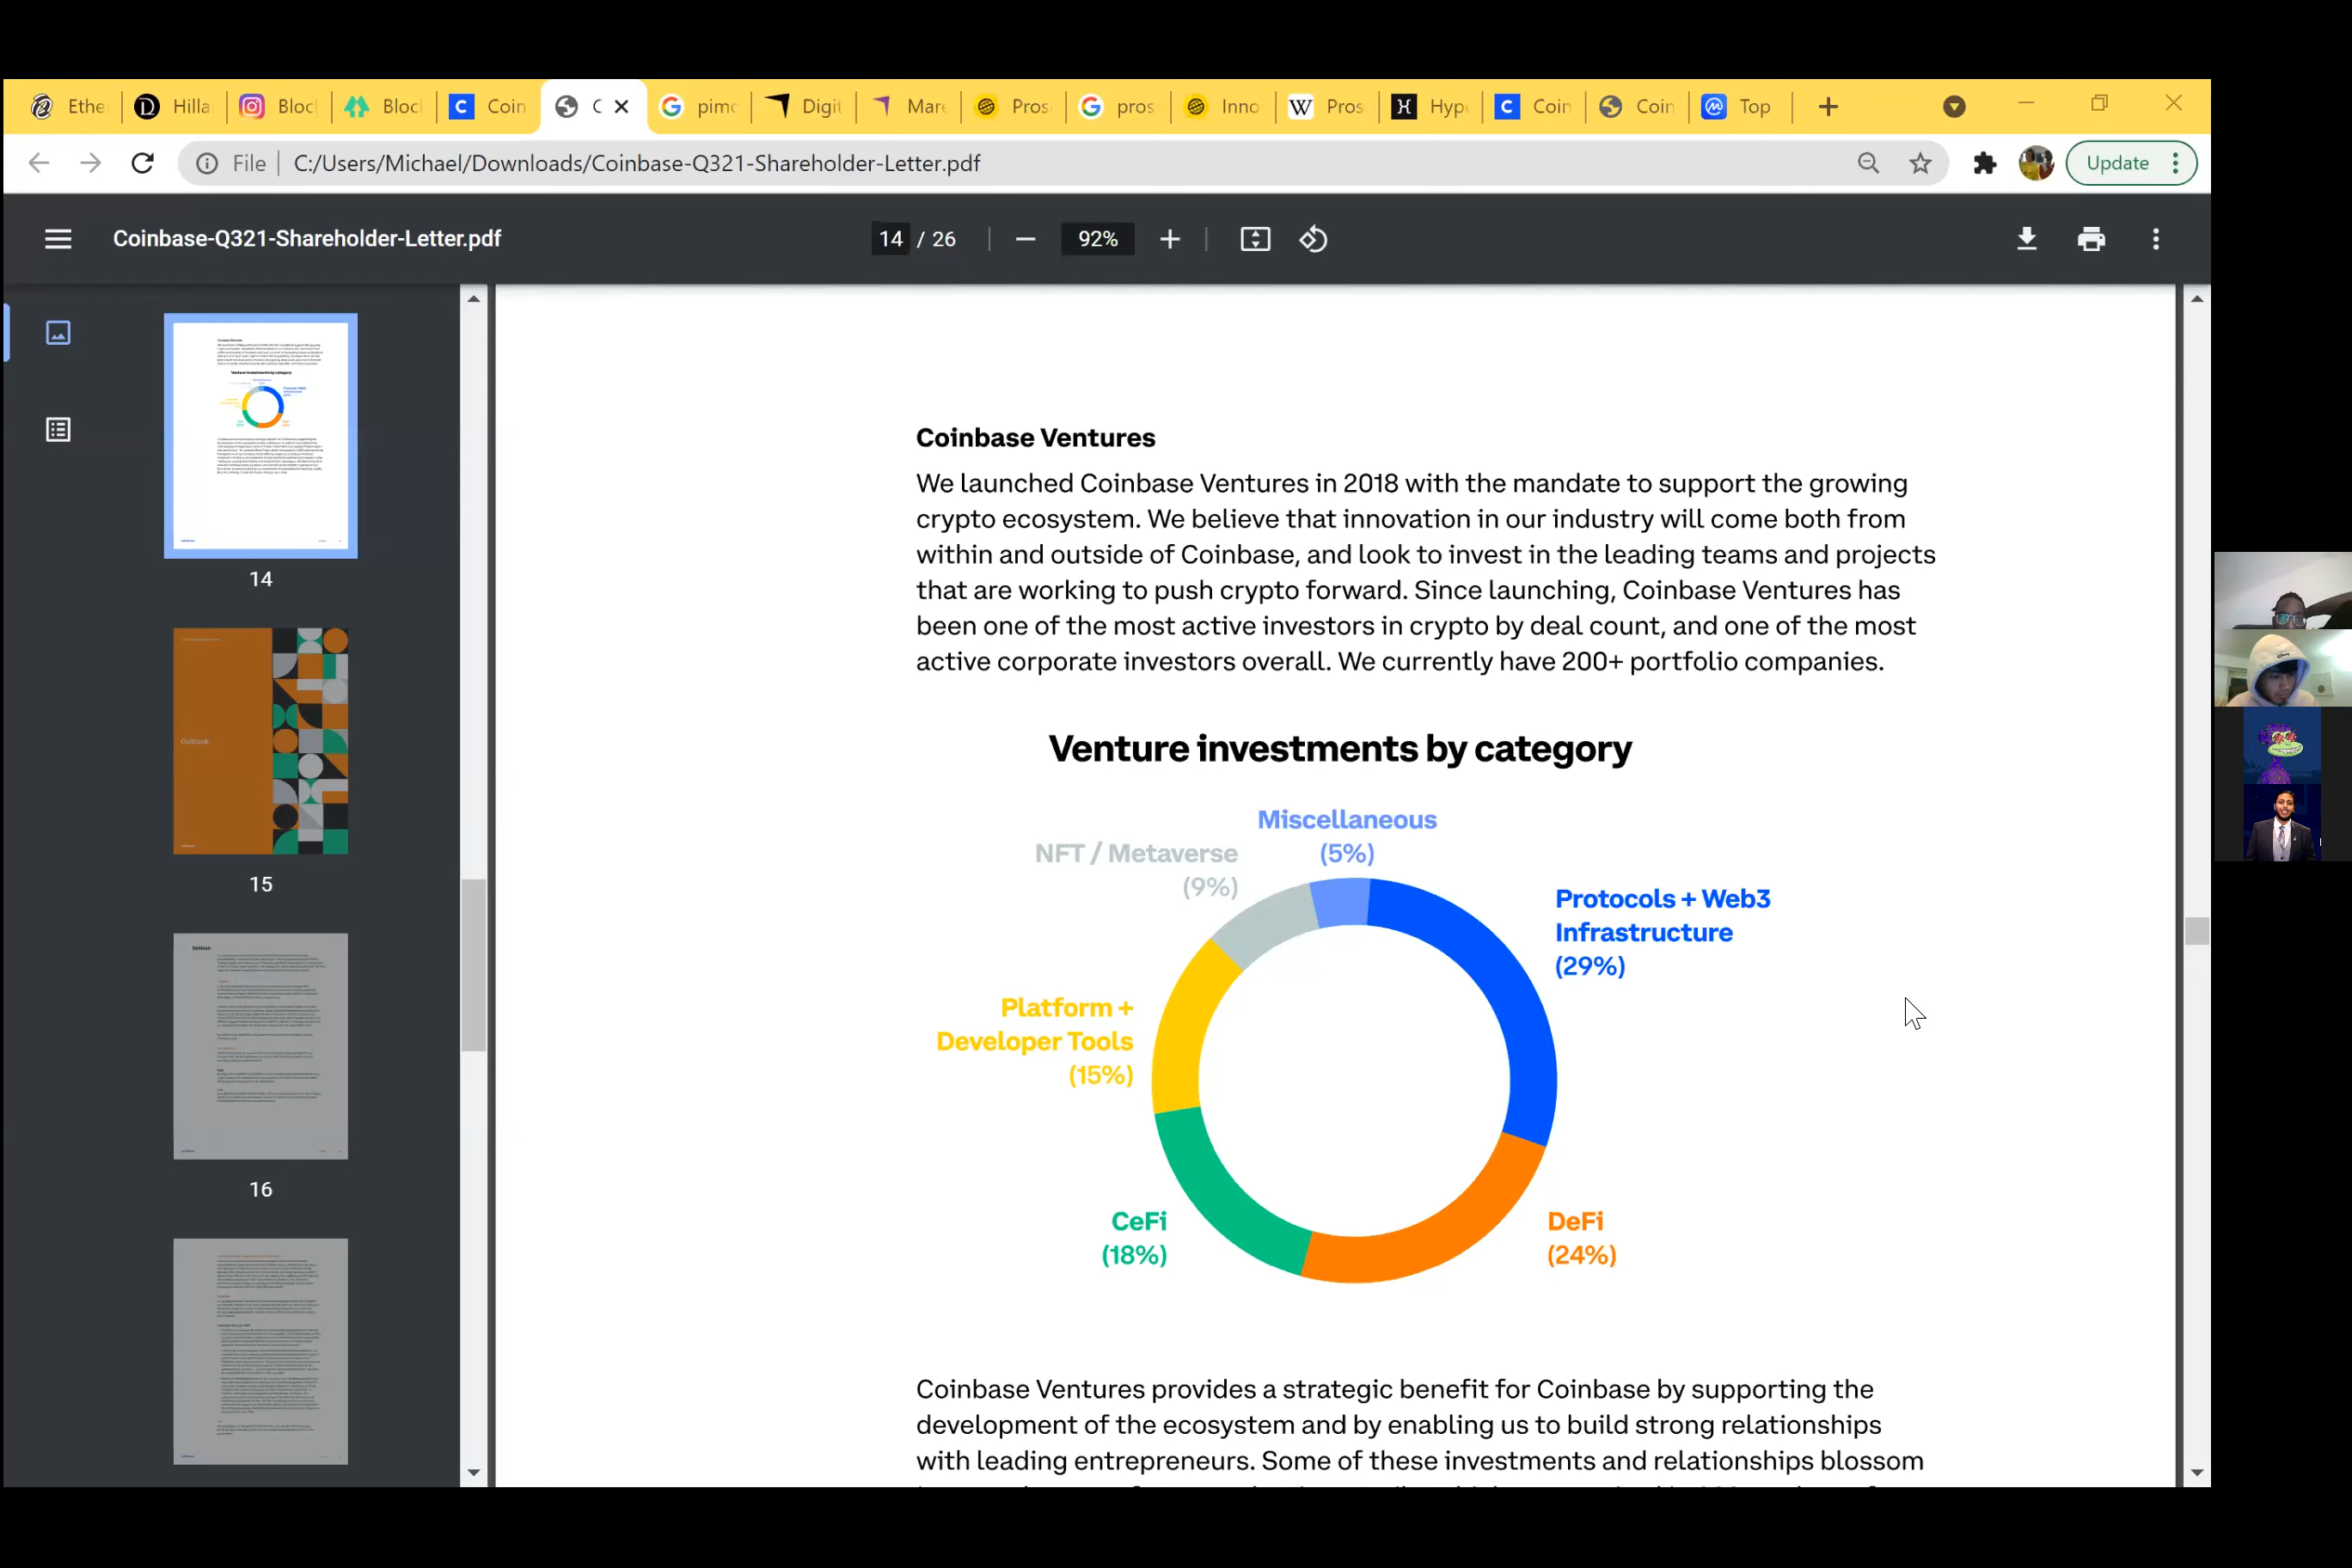 Ethe
Hilla
Bloc
Bloc
Coin
C
pimc
Digit
Mare
Pros
pros
Inno
Pros
Hyp
Coin
Coin
Top
File
C:/Users/Michael/Downloads/Coinbase-Q321-Shareholder-Letter.pdf
Update
Coinbase-Q321-Shareholder-Letter.pdf
14 / 26
92%
14
Outlook
15
Outlook
16
Coinbase Ventures
We launched Coinbase Ventures in 2018 with the mandate to support the growing
crypto ecosystem. We believe that innovation in our industry will come both from
within and outside of Coinbase, and look to invest in the leading teams and projects
that are working to push crypto forward. Since launching, Coinbase Ventures has
been one of the most active investors in crypto by deal count, and one of the most
active corporate investors overall. We currently have 200+ portfolio companies.
Venture investments by category
Miscellaneous
(5%)
NFT / Metaverse
(9%)
Protocols + Web3
Infrastructure
(29%)
Platform +
Developer Tools
(15%)
CeFi
(18%)
DeFi
(24%)
Coinbase Ventures provides a strategic benefit for Coinbase by supporting the
development of the ecosystem and by enabling us to build strong relationships
with leading entrepreneurs. Some of these investments and relationships blossom